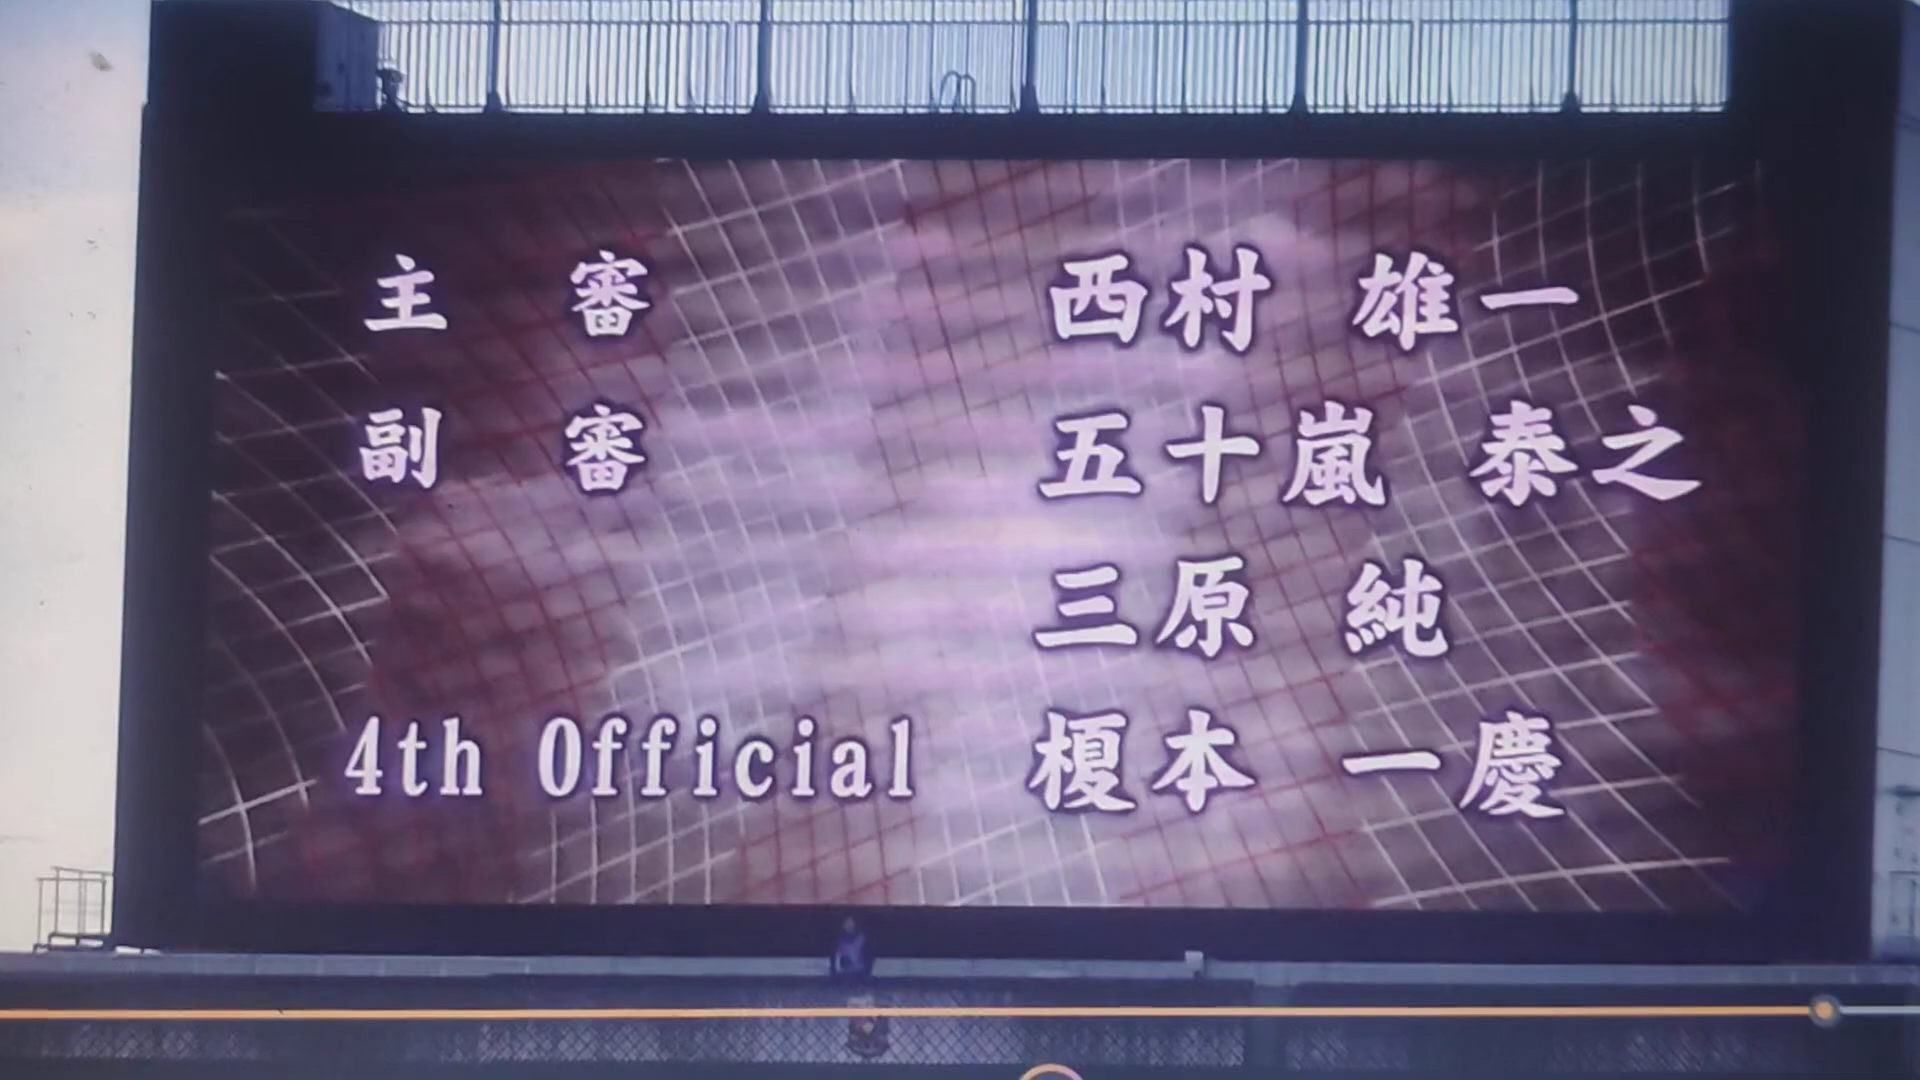 主 審 西村 雄一
副 審 五十嵐 泰之
三原 純
4th Official 榎本 一慶